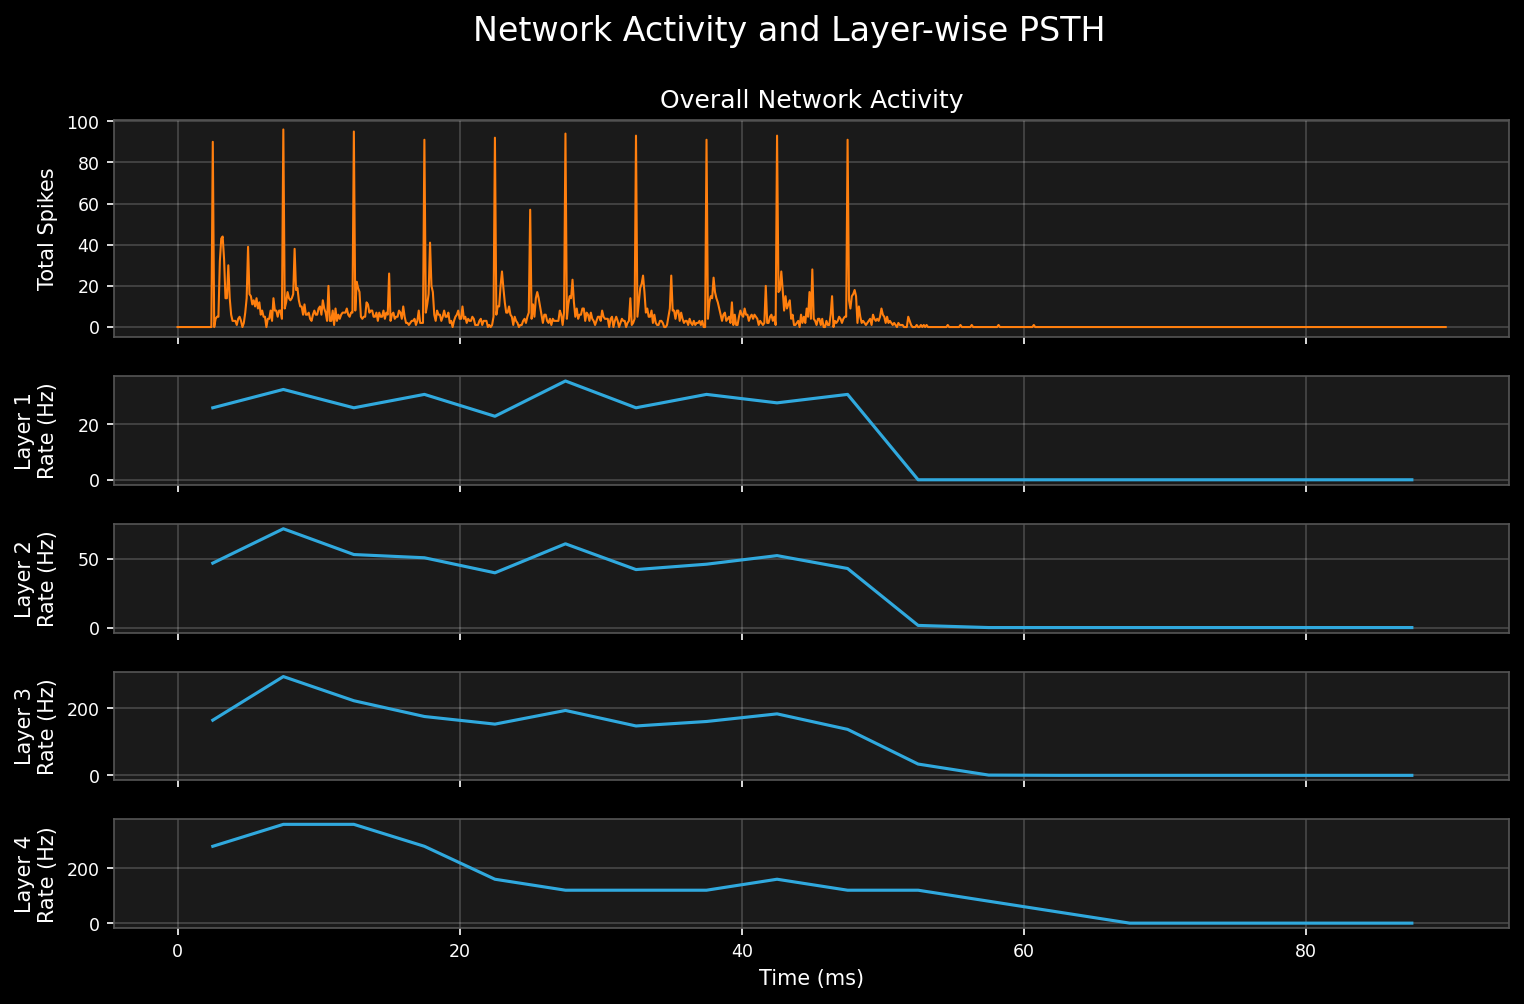 Network Activity and Layer-wise PSTH
Overall Network Activity
Total Spikes
100
80
60
40
20
0
Layer 1
Rate (Hz)
20
0
Layer 2
Rate (Hz)
50
0
Layer 3
Rate (Hz)
200
0
Layer 4
Rate (Hz)
200
0
0 20 40 60 80
Time (ms)